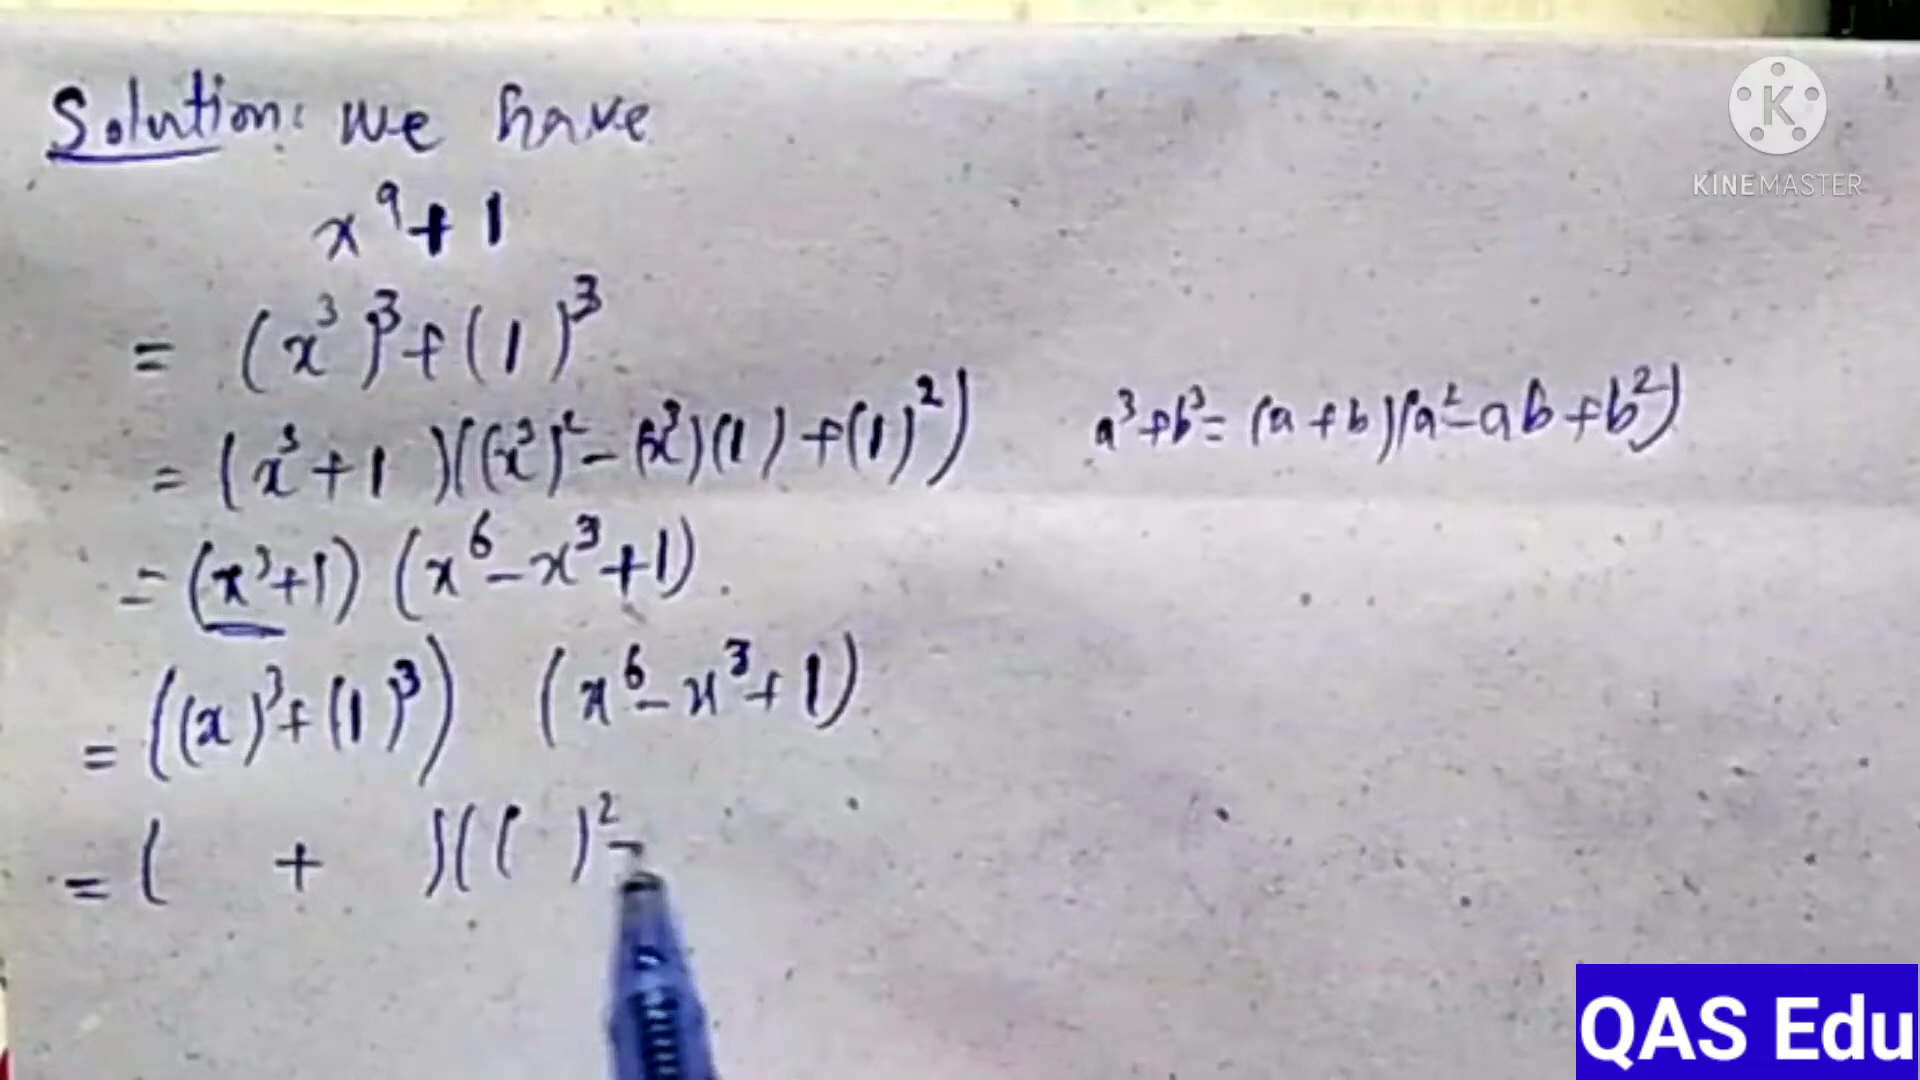 Solution: we have
x⁹ + 1
= (x³)³ + (1)³
= (x³ + 1)((x³)² - (x³)(1) + (1)²)
a³ + b³ = (a + b)(a² - ab + b²)
= (x³ + 1) (x⁶ - x³ + 1)
= ((x)³ + (1)³) (x⁶ - x³ + 1)
= ( + )(( )² -
KINEMASTER
QAS Edu